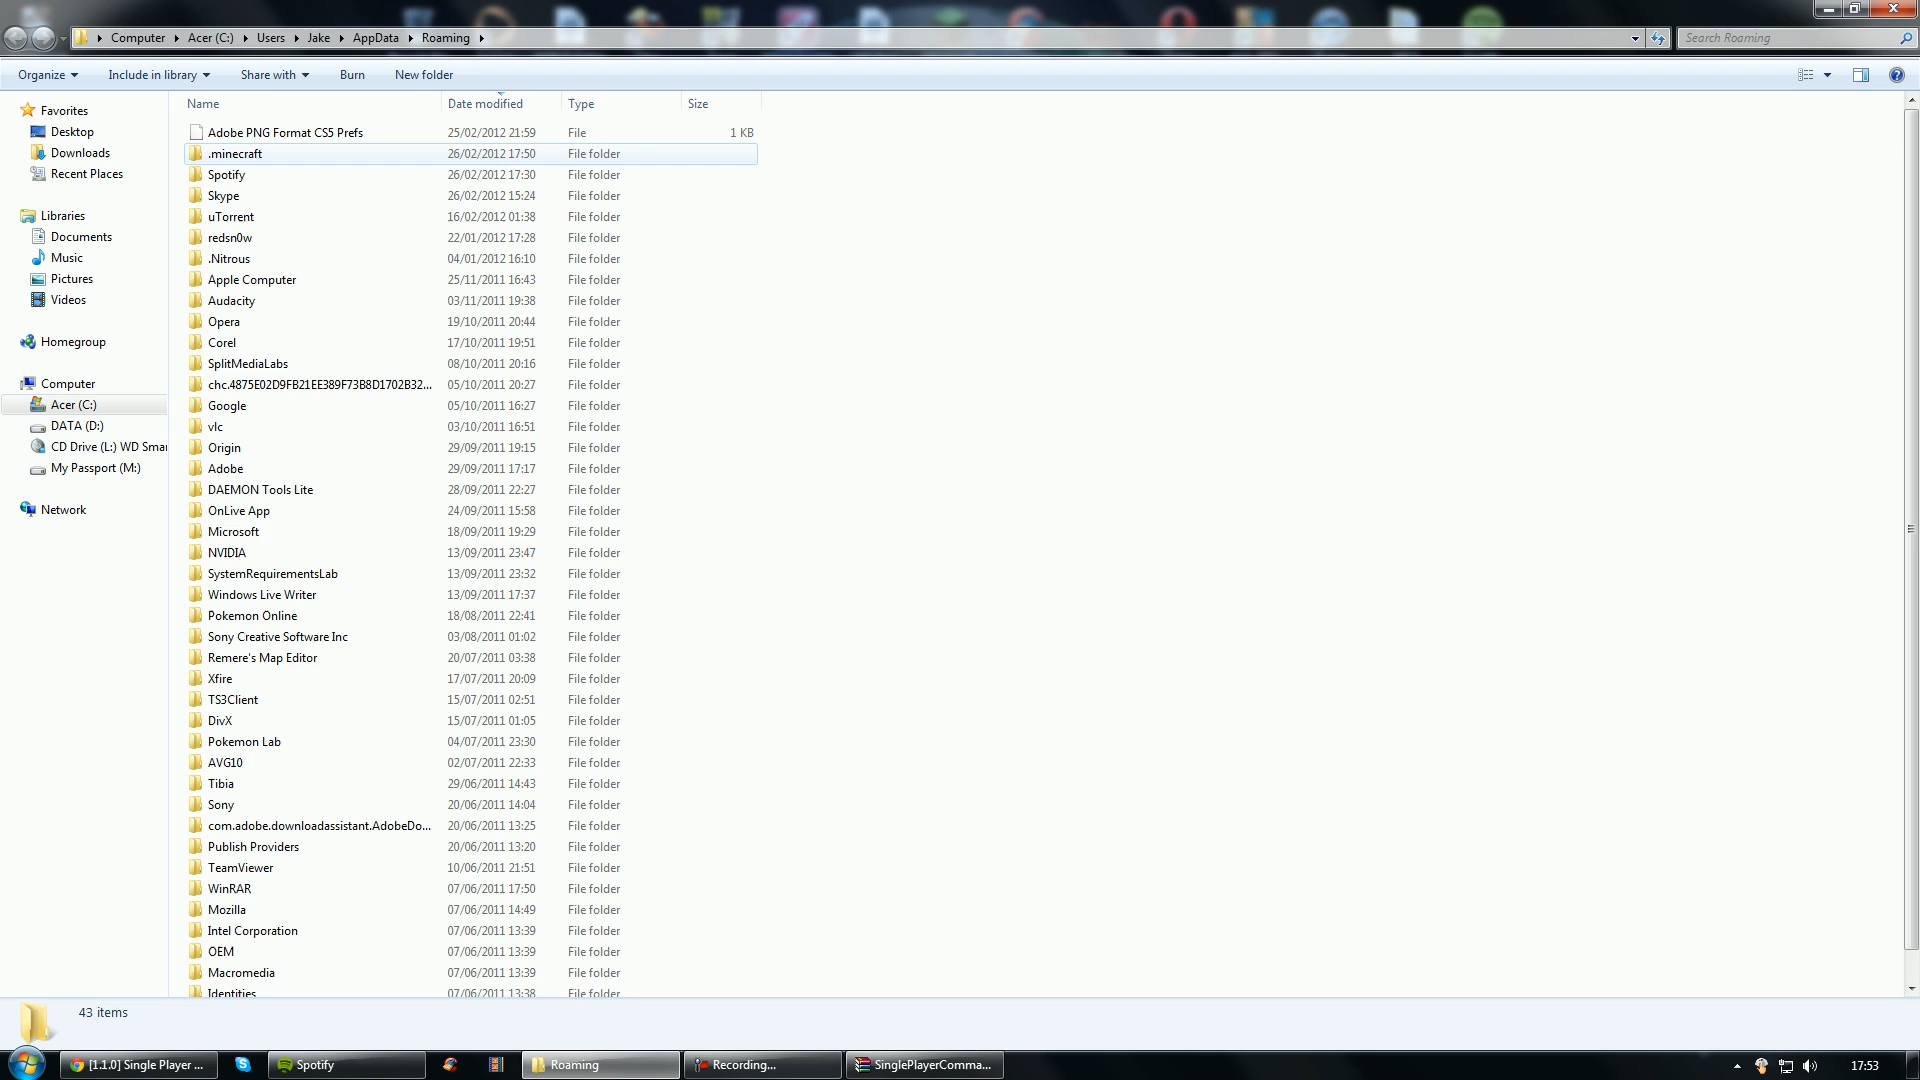 Computer Acer (C:) Users Jake AppData Roaming
Search Roaming
Organize Include in library Share with Burn New folder
Name Date modified Type Size
Favorites
Desktop
Downloads
Recent Places
Libraries
Documents
Music
Pictures
Videos
Homegroup
Computer
Acer (C:)
DATA (D:)
CD Drive (L:) WD Smar
My Passport (M:)
Network
Adobe PNG Format CS5 Prefs 25/02/2012 21:59 File 1 KB
.minecraft 26/02/2012 17:50 File folder
Spotify 26/02/2012 17:30 File folder
Skype 26/02/2012 15:24 File folder
uTorrent 16/02/2012 01:38 File folder
redsn0w 22/01/2012 17:28 File folder
.Nitrous 04/01/2012 16:10 File folder
Apple Computer 25/11/2011 16:43 File folder
Audacity 03/11/2011 19:38 File folder
Opera 19/10/2011 20:44 File folder
Corel 17/10/2011 19:51 File folder
SplitMediaLabs 08/10/2011 20:16 File folder
chc.4875E02D9FB21EE389F73B8D1702B32... 05/10/2011 20:27 File folder
Google 05/10/2011 16:27 File folder
vlc 03/10/2011 16:51 File folder
Origin 29/09/2011 19:15 File folder
Adobe 29/09/2011 17:17 File folder
DAEMON Tools Lite 28/09/2011 22:27 File folder
OnLive App 24/09/2011 15:58 File folder
Microsoft 18/09/2011 19:29 File folder
NVIDIA 13/09/2011 23:47 File folder
SystemRequirementsLab 13/09/2011 23:32 File folder
Windows Live Writer 13/09/2011 17:37 File folder
Pokemon Online 18/08/2011 22:41 File folder
Sony Creative Software Inc 03/08/2011 01:02 File folder
Remere's Map Editor 20/07/2011 03:38 File folder
Xfire 17/07/2011 20:09 File folder
TS3Client 15/07/2011 02:51 File folder
DivX 15/07/2011 01:05 File folder
Pokemon Lab 04/07/2011 23:30 File folder
AVG10 02/07/2011 22:33 File folder
Tibia 29/06/2011 14:43 File folder
Sony 20/06/2011 14:04 File folder
com.adobe.downloadassistant.AdobeDo... 20/06/2011 13:25 File folder
Publish Providers 20/06/2011 13:20 File folder
TeamViewer 10/06/2011 21:51 File folder
WinRAR 07/06/2011 17:50 File folder
Mozilla 07/06/2011 14:49 File folder
Intel Corporation 07/06/2011 13:39 File folder
OEM 07/06/2011 13:39 File folder
Macromedia 07/06/2011 13:39 File folder
Identities 07/06/2011 13:38 File folder
43 items
[1.1.0] Single Player ... Spotify Roaming Recording... SinglePlayerComma... 17:53